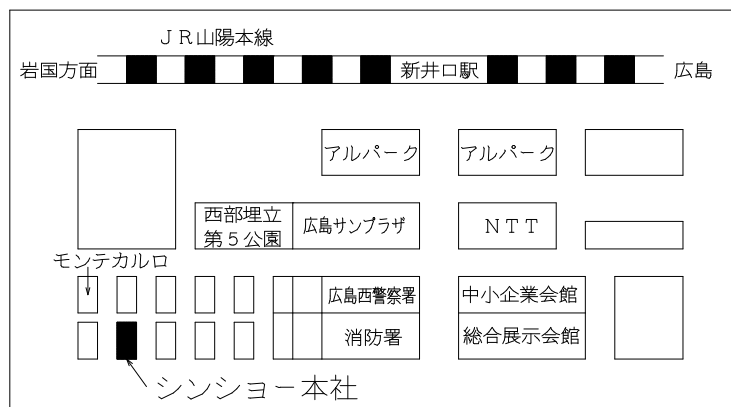 ＪＲ山陽本線
岩国方面
新井口駅
広島
アルパーク
アルパーク
西部埋立
第５公園
広島サンプラザ
ＮＴＴ
モンテカルロ
広島西警察署
中小企業会館
消防署
総合展示会館
シンショー本社